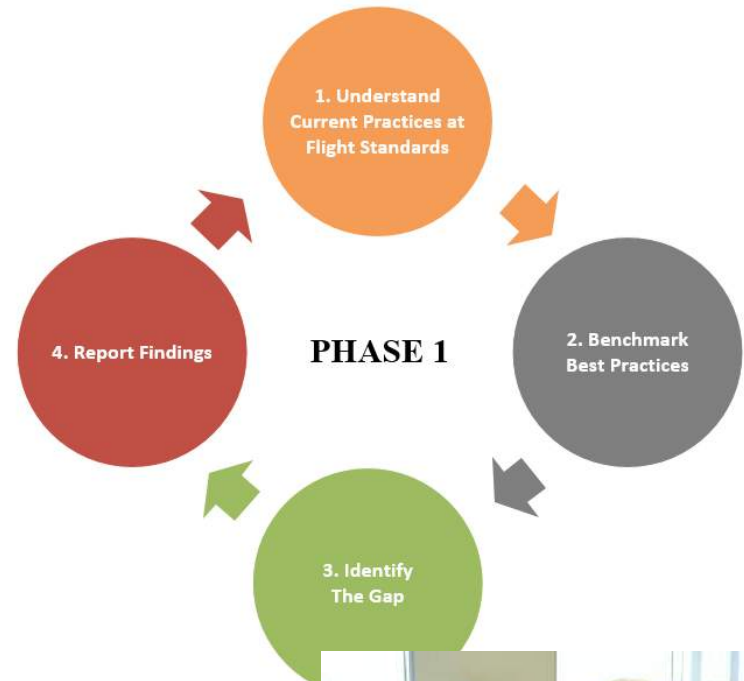 1. Understand
Current Practices at
Flight Standards
2. Benchmark
Best Practices
3. Identify
The Gap
4. Report Findings
PHASE 1